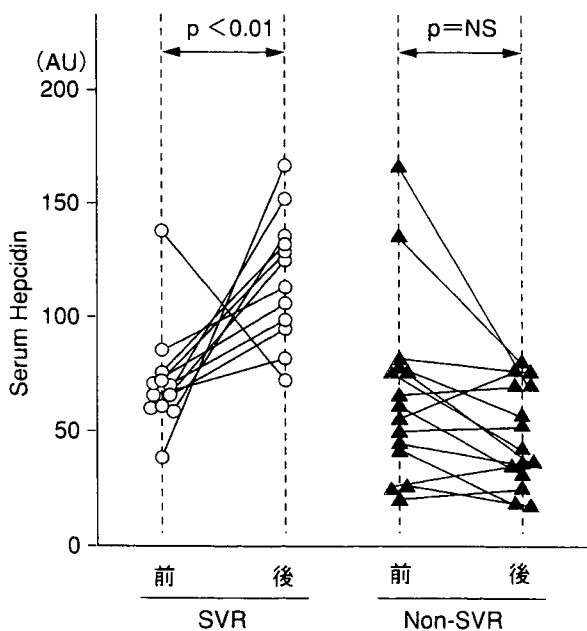 p＜0.01
p＝NS
(AU)
200
150
100
50
0
Serum Hepcidin
前
後
前
後
SVR
Non-SVR